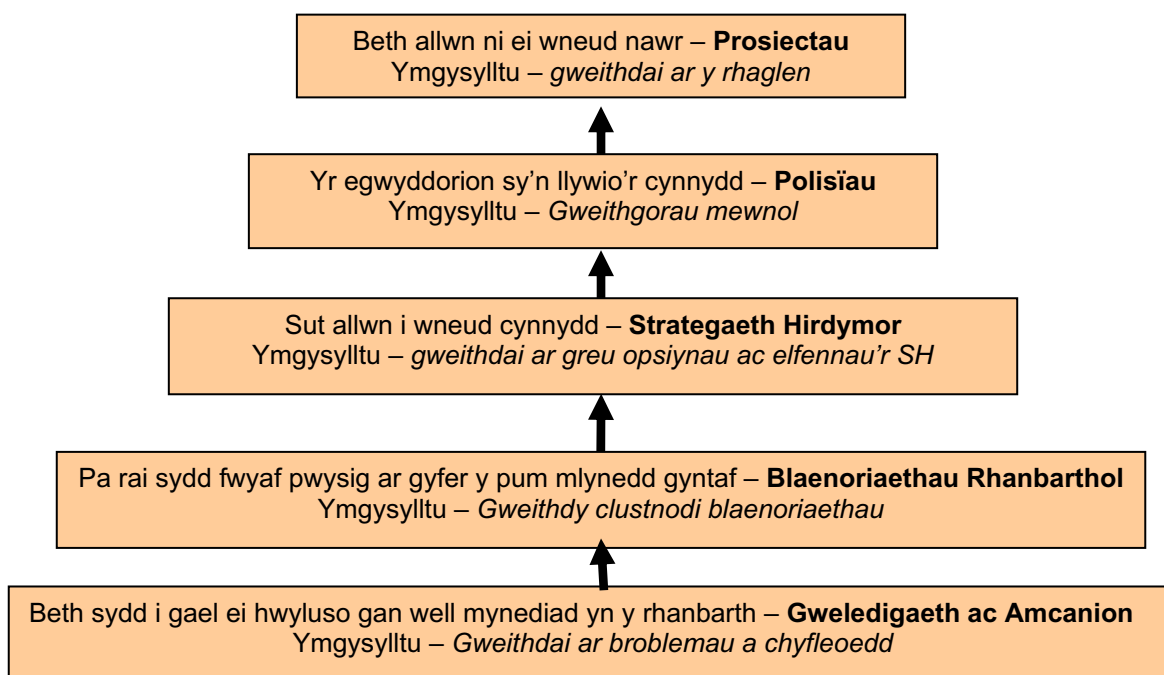 Beth allwn ni ei wneud nawr – Prosiectau
Ymgysylltu – gweithdai ar y rhaglen
Yr egwyddorion sy'n llywio'r cynnydd – Polisïau
Ymgysylltu – Gweithgorau mewnol
Sut allwn i wneud cynnydd – Strategaeth Hirdymor
Ymgysylltu – gweithdai ar greu opsiynau ac elfennau'r SH
Pa rai sydd fwyaf pwysig ar gyfer y pum mlynedd gyntaf – Blaenoriaethau Rhanbarthol
Ymgysylltu – Gweithdy clustnodi blaenoriaethau
Beth sydd i gael ei hwyluso gan well mynediad yn y rhanbarth – Gweledigaeth ac Amcanion
Ymgysylltu – Gweithdai ar broblemau a chyfleoedd